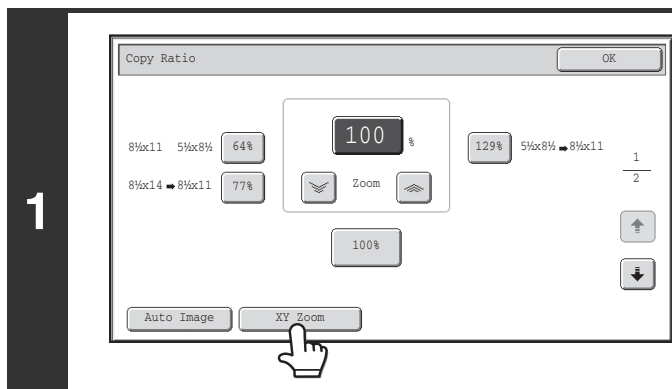 1
Copy Ratio OK
100 %
8½x11 5½x8½ 64%
129% 5½x8½ ➡ 8½x11
8½x14 ➡ 8½x11 77%
Zoom
1
2
100%
Auto Image XY Zoom